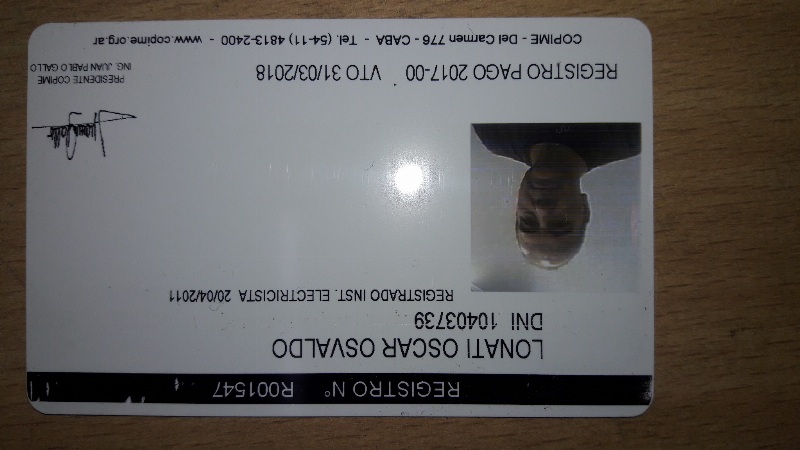 REGISTRO N° R001547
LONATI OSCAR OSVALDO
DNI 10403739
REGISTRADO INST. ELECTRICISTA 20/04/2011
ING. JUAN PABLO GALLO
PRESIDENTE COPIME
REGISTRO PAGO 2017-00 VTO 31/03/2018
COPIME - Del Carmen 776 - CABA - Tel. (54-11) 4813-2400 - www.copime.org.ar